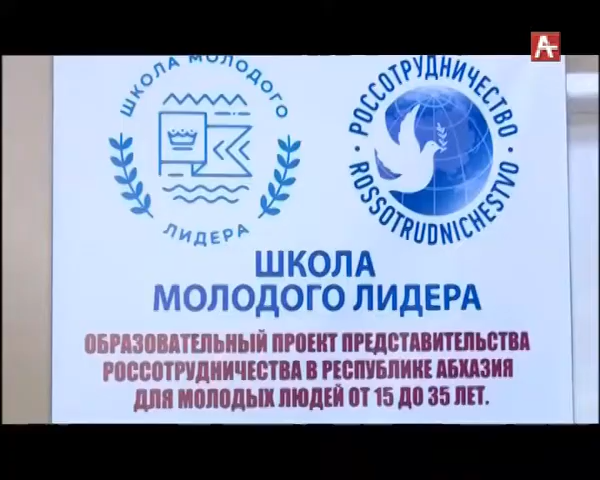 ШКОЛА МОЛОДОГО
ЛИДЕРА
• РОССОТРУДНИЧЕСТВО •
ROSSOTRUDNICHESTVO
ШКОЛА
МОЛОДОГО ЛИДЕРА
ОБРАЗОВАТЕЛЬНЫЙ ПРОЕКТ ПРЕДСТАВИТЕЛЬСТВА
РОССОТРУДНИЧЕСТВА В РЕСПУБЛИКЕ АБХАЗИЯ
ДЛЯ МОЛОДЫХ ЛЮДЕЙ ОТ 15 ДО 35 ЛЕТ.